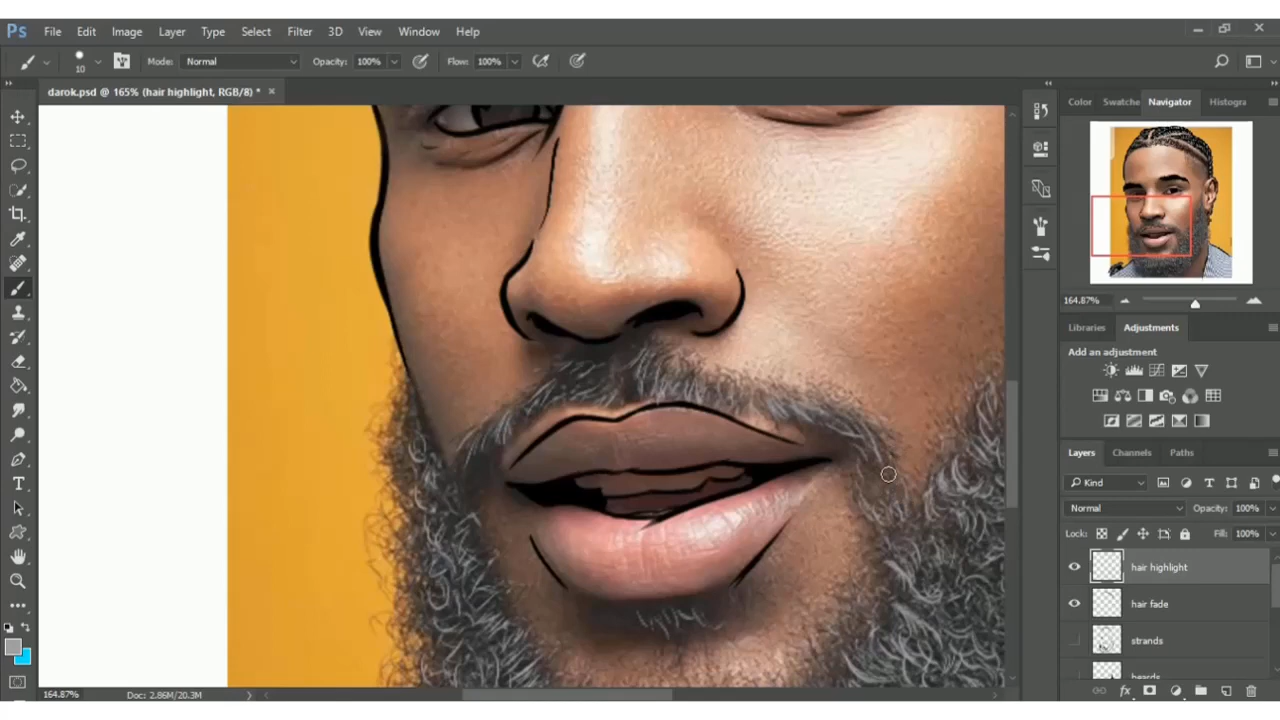 Ps File Edit Image Layer Type Select Filter 3D View Window Help
10 Mode: Normal Opacity: 100% Flow: 100%
darok.psd @ 165% (hair highlight, RGB/8) *
Color Swatche Navigator Histogra
164.87%
Libraries Adjustments
Add an adjustment
Layers Channels Paths
Kind
Normal Opacity: 100%
Lock: Fill: 100%
hair highlight
hair fade
strands
beards
fx
164.87% Doc: 2.86M/20.3M